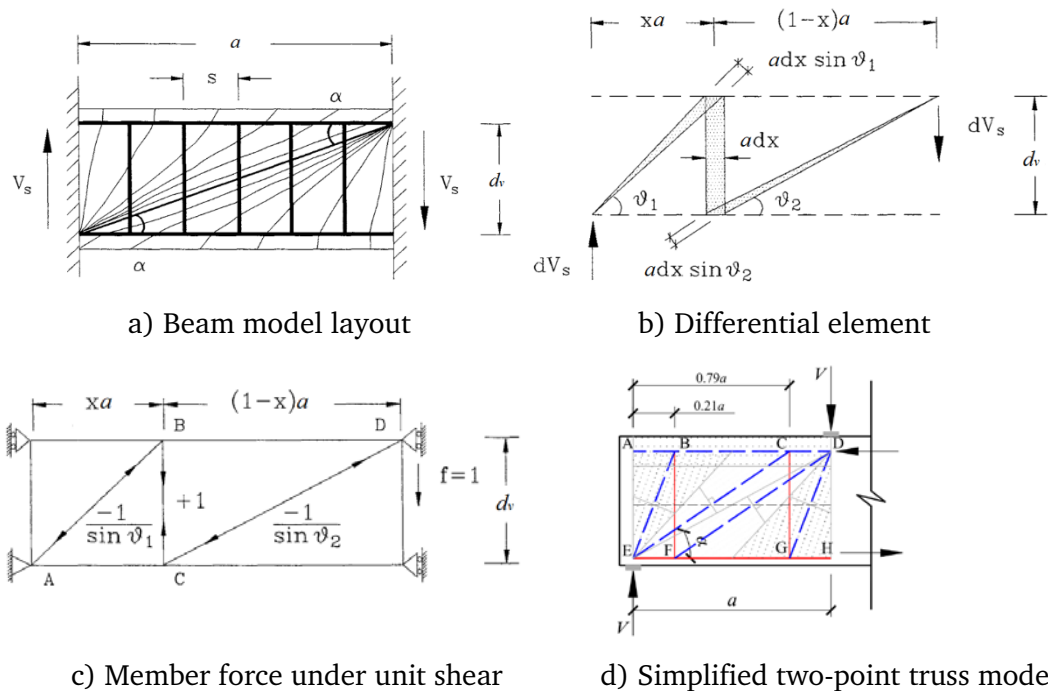 a
s
α
V_s
V_s
d_v
α
a) Beam model layout
xa
(1-x)a
adx sin ϑ_1
dV_s
adx
d_v
ϑ_1
ϑ_2
dV_s
adx sin ϑ_2
b) Differential element
xa
(1-x)a
B
D
f=1
+1
d_v
-1
sin ϑ_1
-1
sin ϑ_2
A
C
c) Member force under unit shear
0.79a
V
0.21a
A
B
C
D
α
E
F
G
H
a
V
d) Simplified two-point truss mode